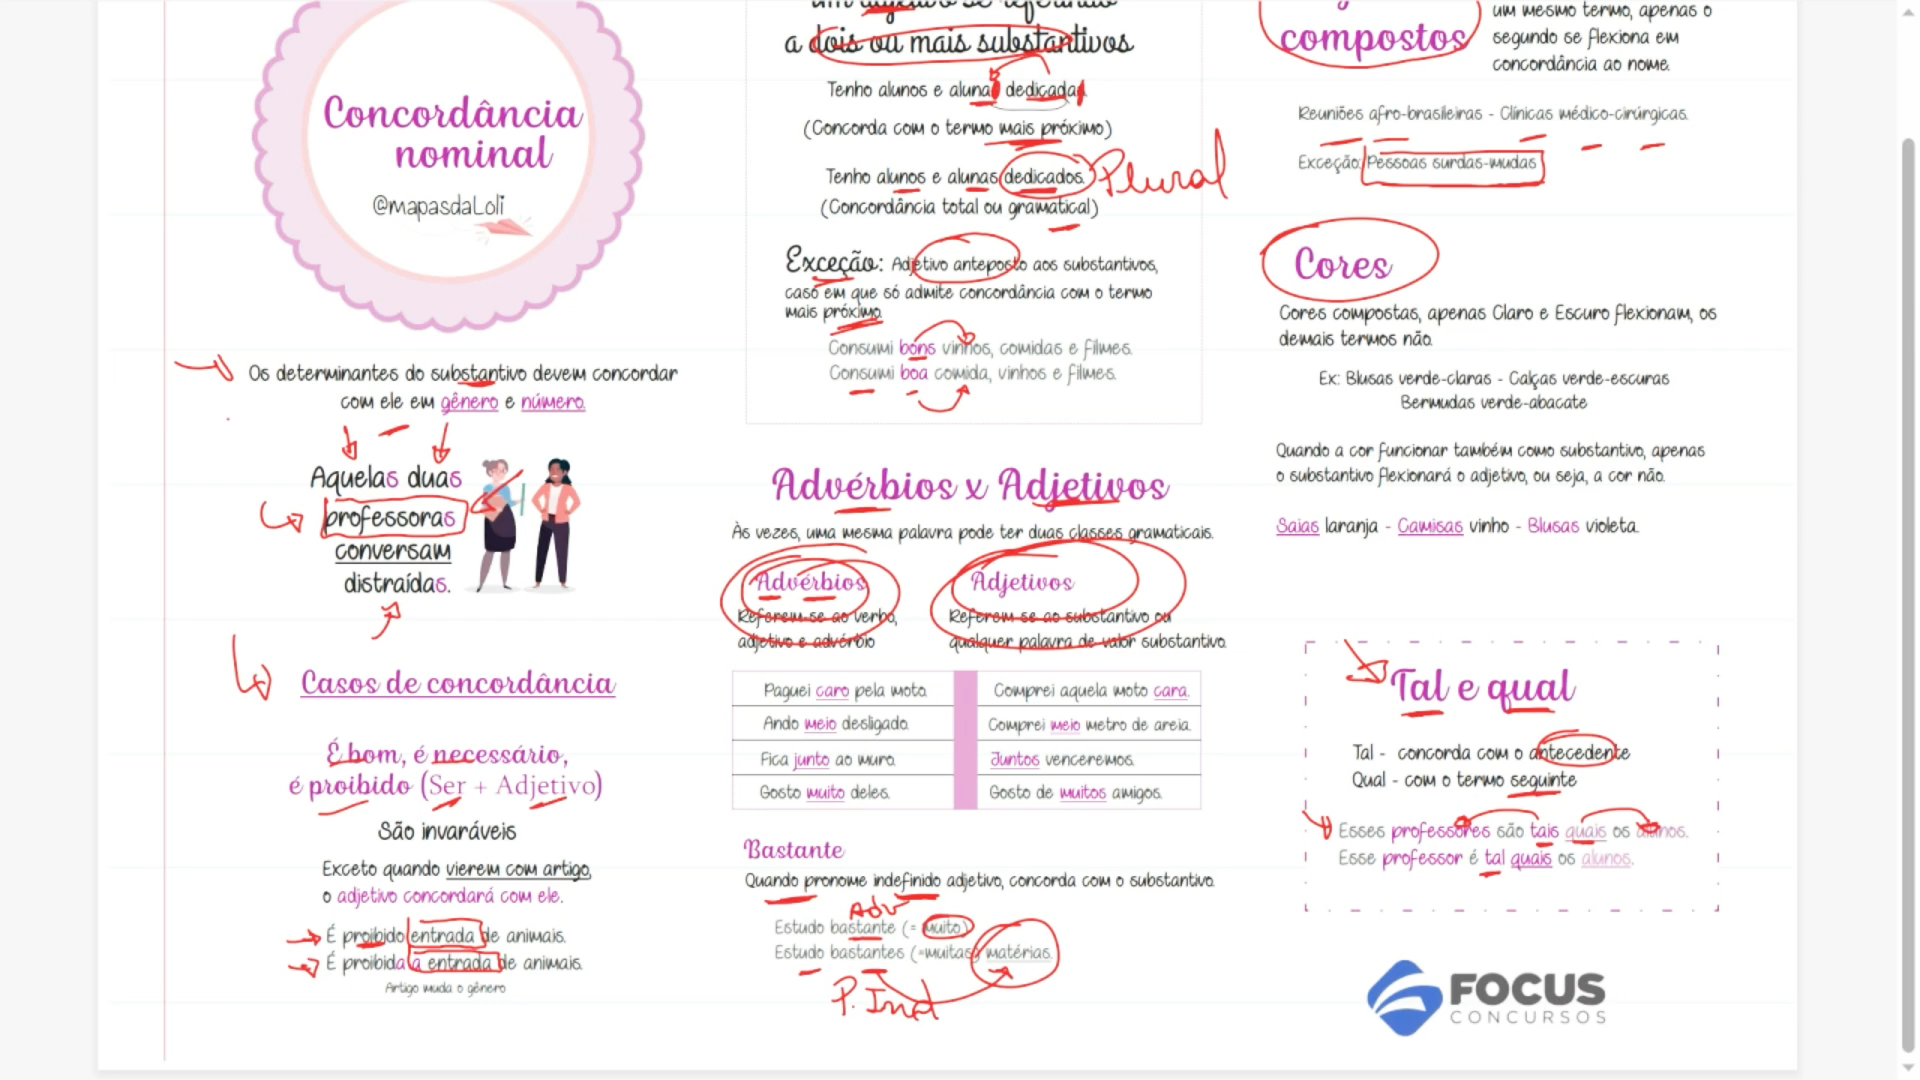 Concordância
nominal
@mapasdaLoli
Os determinantes do substantivo devem concordar
com ele em gênero e número.
Aquelas duas
professoras
conversam
distraídas.
Casos de concordância
É bom, é necessário,
é proibido (Ser + Adjetivo)
São invaráveis
Exceto quando vierem com artigo,
o adjetivo concordará com ele.
É proibido entrada de animais.
É proibida a entrada de animais.
Artigo muda o gênero
um adjetivo se referindo
a dois ou mais substantivos
Tenho alunos e alunas dedicadas.
(Concorda com o termo mais próximo)
Tenho alunos e alunas dedicados.
Plural
(Concordância total ou gramatical)
Exceção: Adjetivo anteposto aos substantivos,
caso em que só admite concordância com o termo
mais próximo.
Consumi bons vinhos, comidas e filmes.
Consumi boa comida, vinhos e filmes.
Advérbios x Adjetivos
Às vezes, uma mesma palavra pode ter duas classes gramaticais.
Advérbios
Referem-se ao verbo,
adjetivo e advérbio
Adjetivos
Referem-se ao substantivo ou
qualquer palavra de valor substantivo.
Paguei caro pela moto. Comprei aquela moto cara.
Ando meio desligado. Comprei meio metro de areia.
Fica junto ao muro. Juntos venceremos.
Gosto muito deles. Gosto de muitos amigos.
Bastante
Quando pronome indefinido adjetivo, concorda com o substantivo.
Adv
Estudo bastante (= muito)
Estudo bastantes (=muitas) matérias.
P. Ind
compostos
um mesmo termo, apenas o
segundo se flexiona em
concordância ao nome.
Reuniões afro-brasileiras - Clínicas médico-cirúrgicas.
Exceção: Pessoas surdas-mudas
Cores
Cores compostas, apenas Claro e Escuro flexionam, os
demais termos não.
Ex: Blusas verde-claras - Calças verde-escuras
Bermudas verde-abacate
Quando a cor funcionar também como substantivo, apenas
o substantivo flexionará o adjetivo, ou seja, a cor não.
Saias laranja - Camisas vinho - Blusas violeta.
Tal e qual
Tal - concorda com o antecedente
Qual - com o termo seguinte
Esses professores são tais quais os alunos.
Esse professor é tal quais os alunos.
FOCUS
CONCURSOS